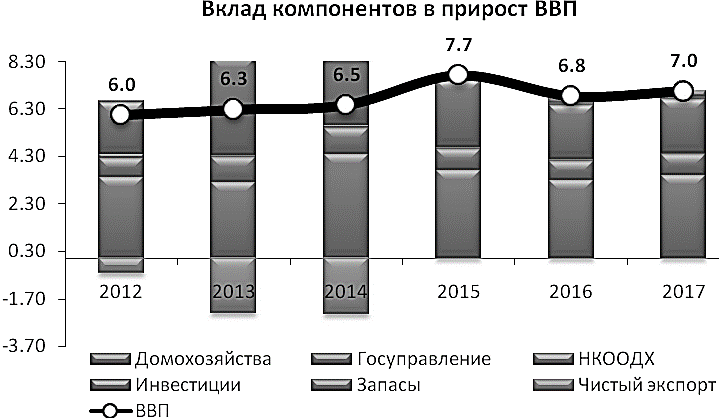 Вклад компонентов в прирост ВВП
8.30
6.30
4.30
2.30
0.30
-1.70
-3.70
6.0
6.3
6.5
7.7
6.8
7.0
2012
2013
2014
2015
2016
2017
Домохозяйства
Госуправление
НКООДХ
Инвестиции
Запасы
Чистый экспорт
ВВП